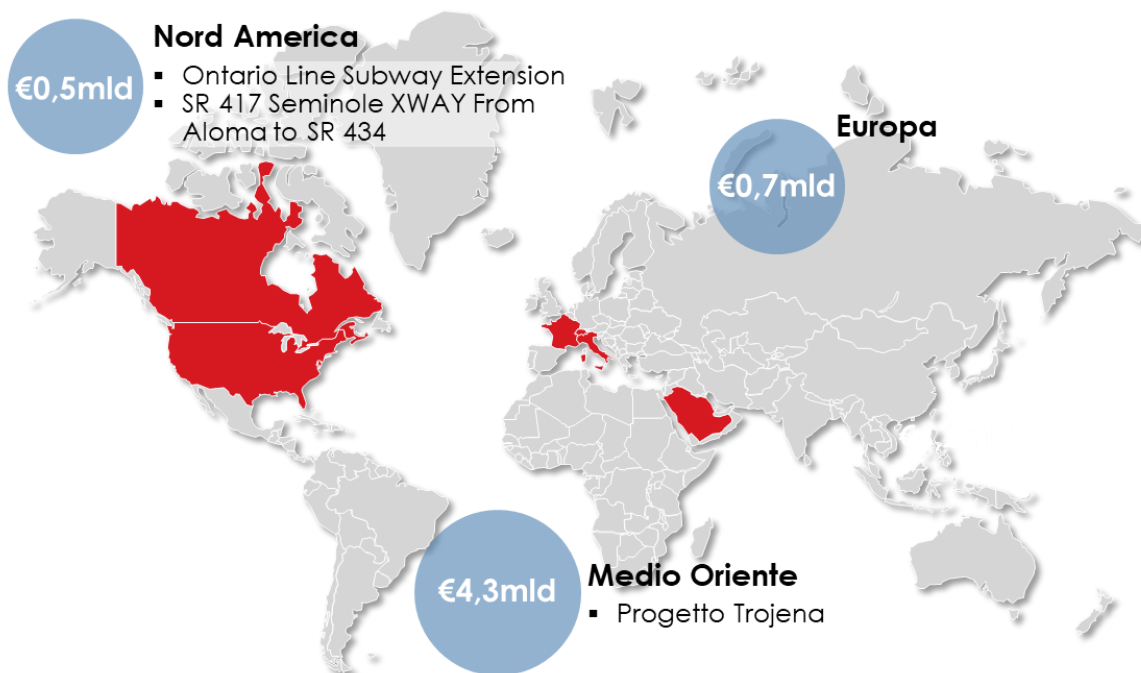 €0,5mld
Nord America
▪ Ontario Line Subway Extension
▪ SR 417 Seminole XWAY From
Aloma to SR 434
Europa
€0,7mld
€4,3mld
Medio Oriente
▪ Progetto Trojena